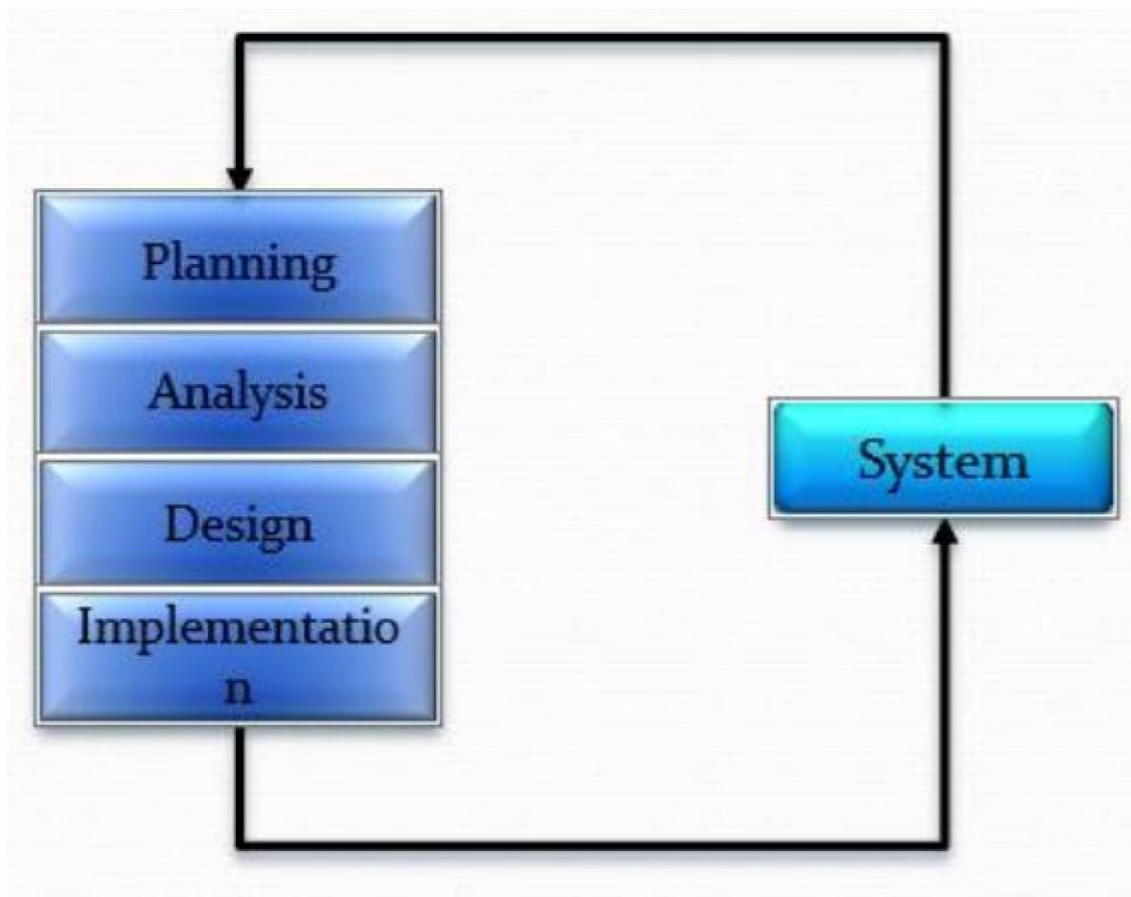 Planning
Analysis
Design
Implementatio
n
System